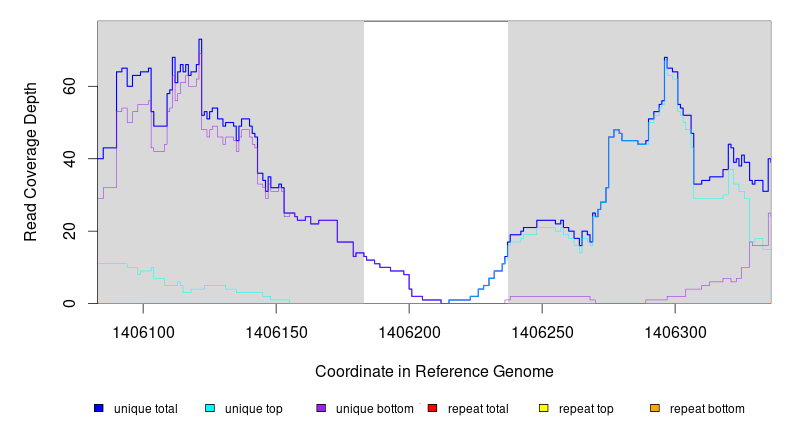 Read Coverage Depth
60
40
20
0
1406100 1406150 1406200 1406250 1406300
Coordinate in Reference Genome
unique total unique top unique bottom repeat total repeat top repeat bottom